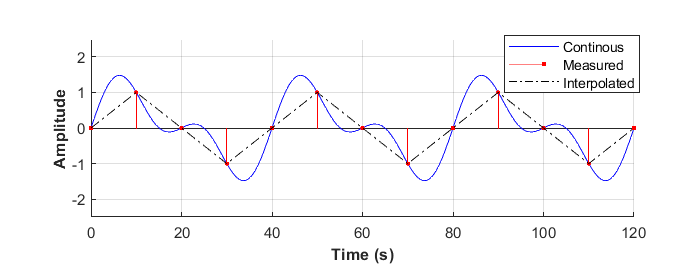 Continous
Measured
Interpolated
2
1
0
-1
-2
Amplitude
0 20 40 60 80 100 120
Time (s)